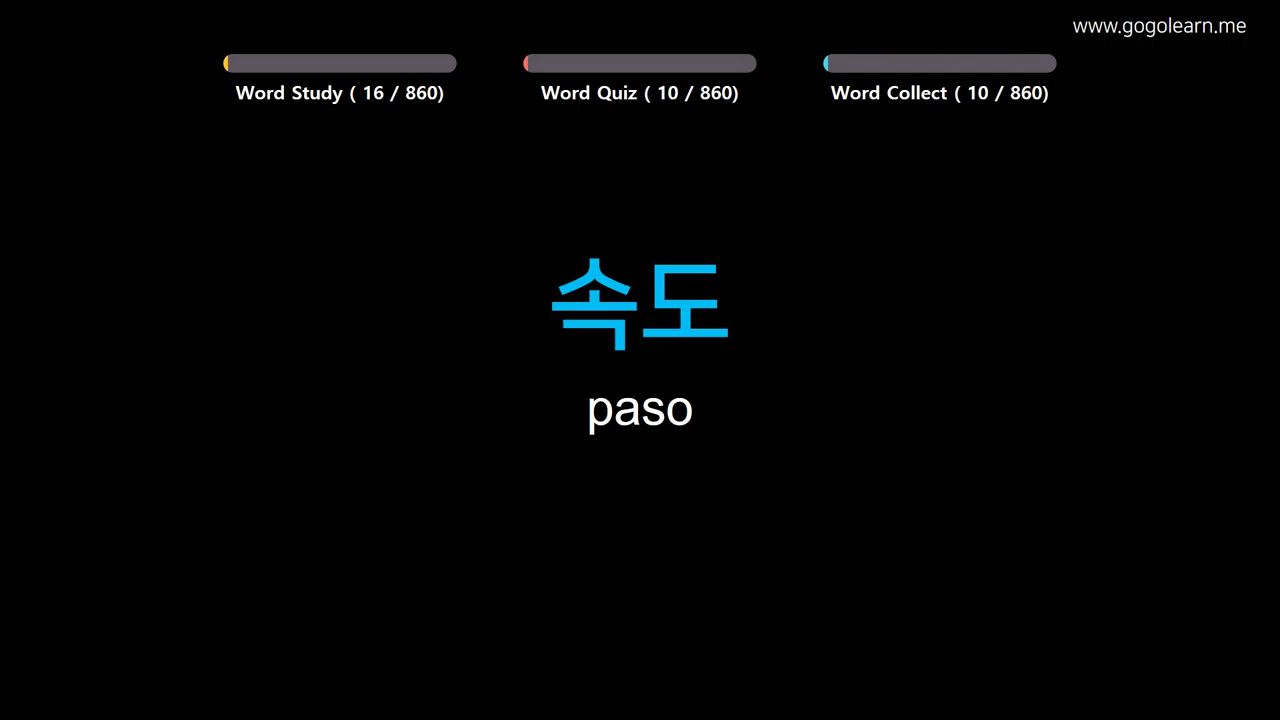 www.gogolearn.me
Word Study ( 16 / 860)
Word Quiz ( 10 / 860)
Word Collect ( 10 / 860)
속도
paso